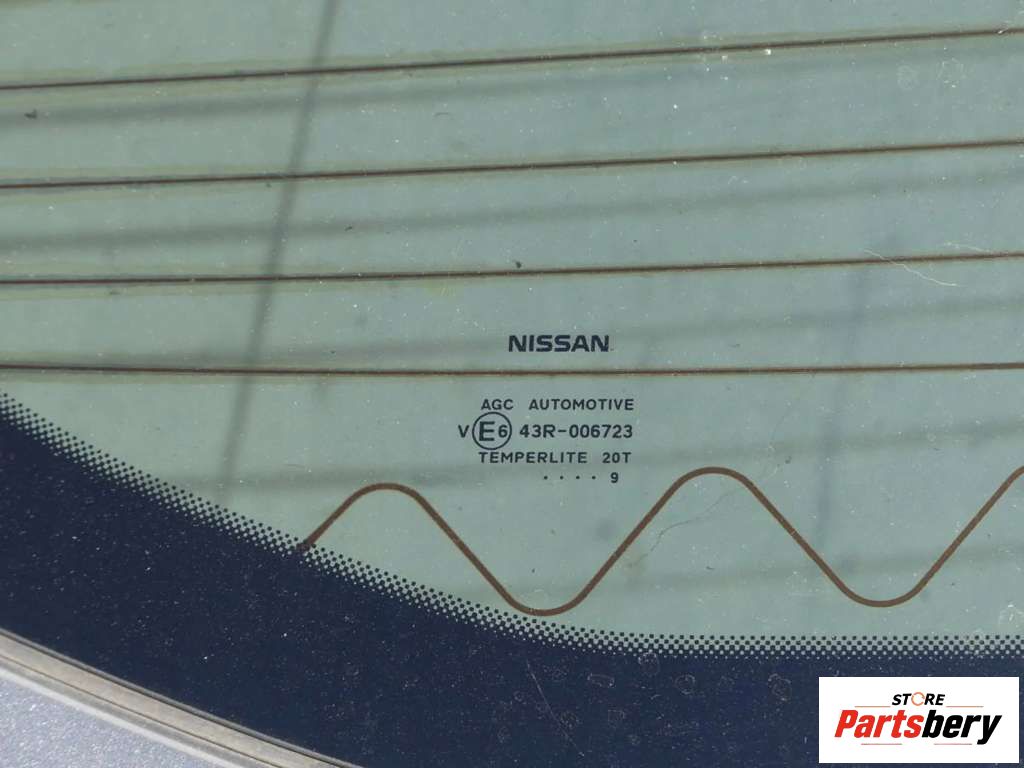 NISSAN
AGC AUTOMOTIVE
V E6 43R-006723
TEMPERLITE 20T
.... 9
STORE
Partsbery